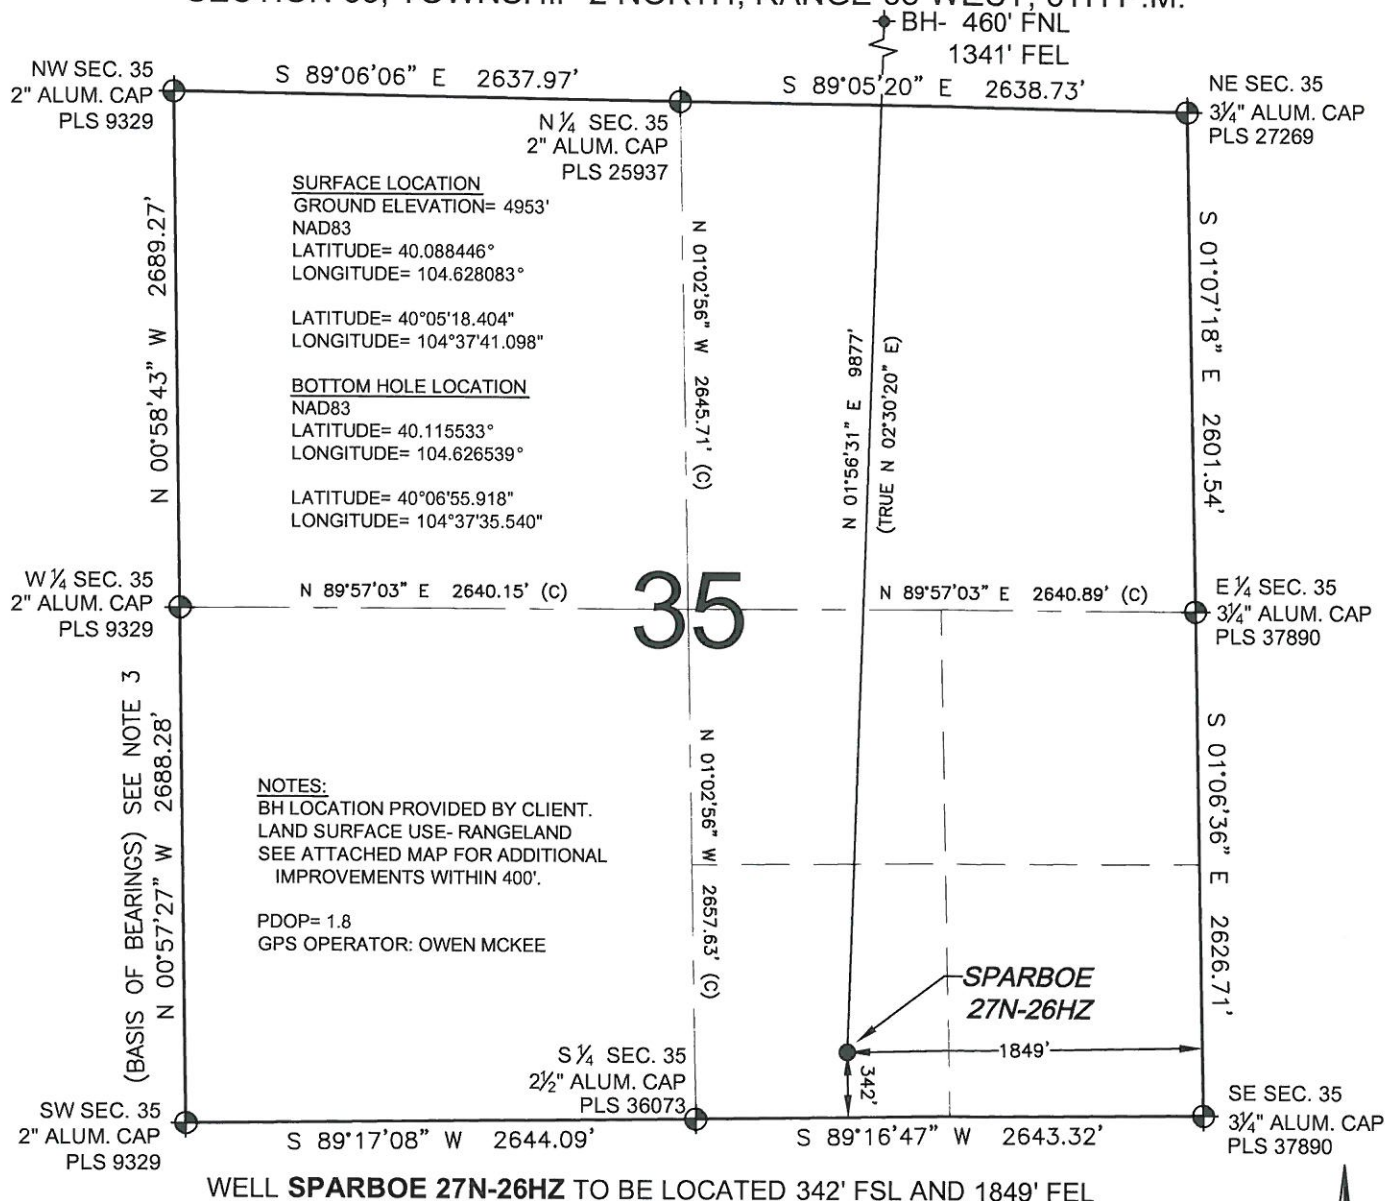 BH- 460' FNL
1341' FEL
NW SEC. 35
2" ALUM. CAP
PLS 9329
S 89°06'06" E 2637.97'
S 89°05'20" E 2638.73'
NE SEC. 35
3¼" ALUM. CAP
PLS 27269
N ¼ SEC. 35
2" ALUM. CAP
PLS 25937
SURFACE LOCATION
GROUND ELEVATION= 4953'
NAD83
LATITUDE= 40.088446°
LONGITUDE= 104.628083°
LATITUDE= 40°05'18.404"
LONGITUDE= 104°37'41.098"
BOTTOM HOLE LOCATION
NAD83
LATITUDE= 40.115533°
LONGITUDE= 104.626539°
LATITUDE= 40°06'55.918"
LONGITUDE= 104°37'35.540"
N 00°58'43" W 2689.27'
N 01°02'56" W 2645.71' (C)
N 01°56'31" E 9877'
(TRUE N 02°30'20" E)
S 01°07'18" E 2601.54'
W ¼ SEC. 35
2" ALUM. CAP
PLS 9329
N 89°57'03" E 2640.15' (C)
35
N 89°57'03" E 2640.89' (C)
E ¼ SEC. 35
3¼" ALUM. CAP
PLS 37890
(BASIS OF BEARINGS) SEE NOTE 3
N 00°57'27" W 2688.28'
NOTES:
BH LOCATION PROVIDED BY CLIENT.
LAND SURFACE USE- RANGELAND
SEE ATTACHED MAP FOR ADDITIONAL
IMPROVEMENTS WITHIN 400'.
PDOP= 1.8
GPS OPERATOR: OWEN MCKEE
N 01°02'56" W 2657.63' (C)
S 01°06'36" E 2626.71'
SPARBOE
27N-26HZ
1849'
342'
S ¼ SEC. 35
2½" ALUM. CAP
PLS 36073
SW SEC. 35
2" ALUM. CAP
PLS 9329
S 89°17'08" W 2644.09'
S 89°16'47" W 2643.32'
SE SEC. 35
3¼" ALUM. CAP
PLS 37890
WELL SPARBOE 27N-26HZ TO BE LOCATED 342' FSL AND 1849' FEL